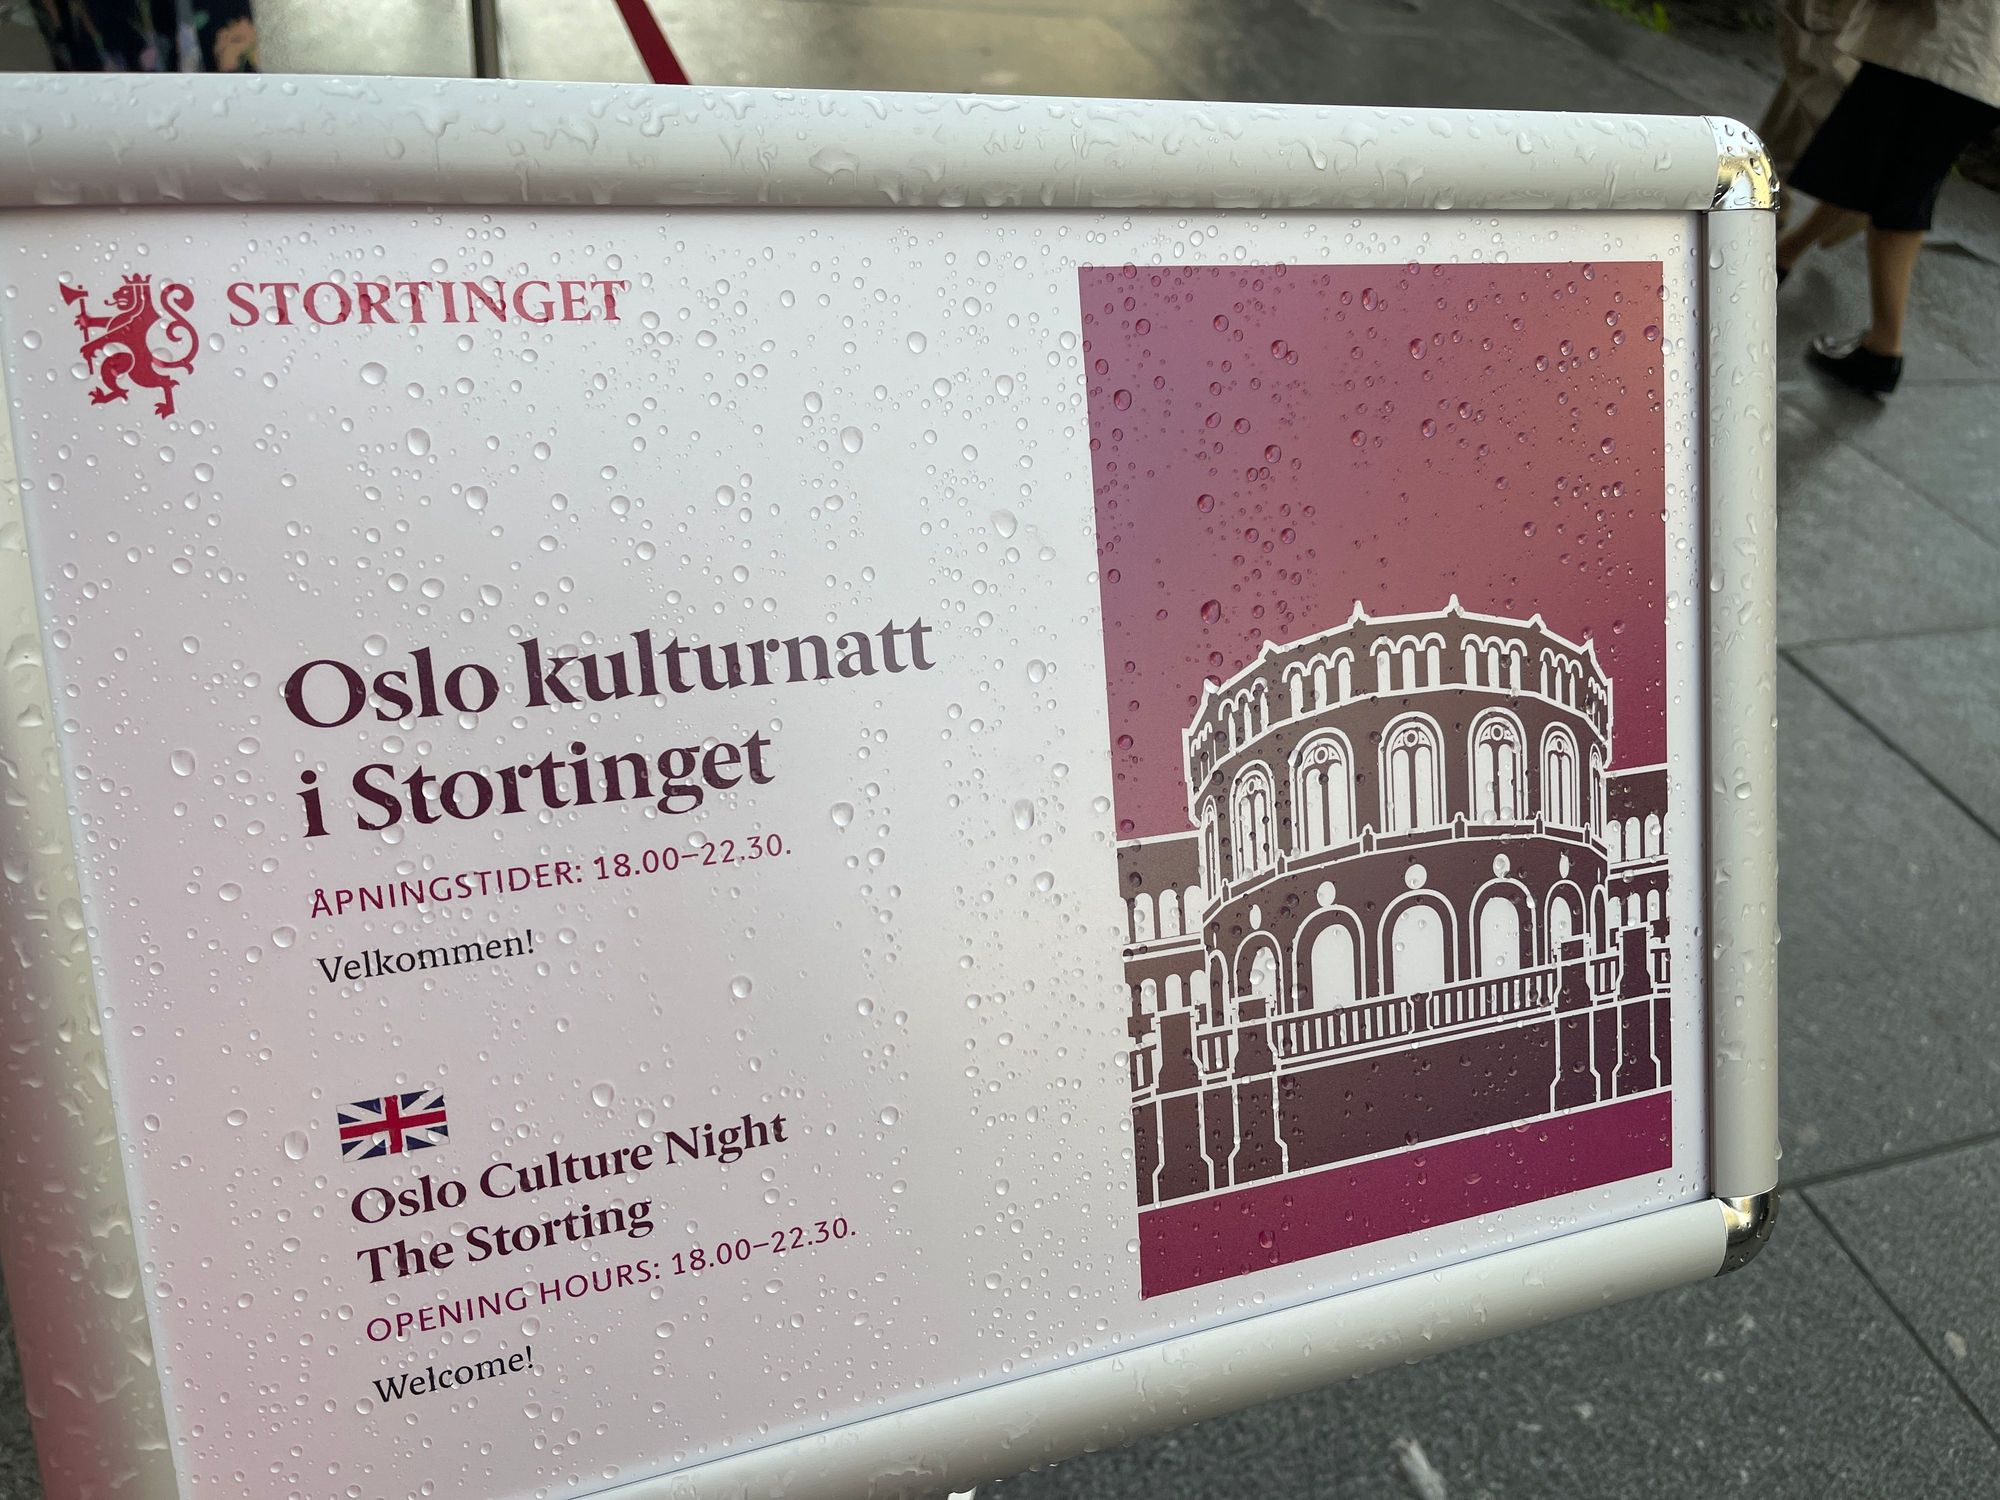 STORTINGET
Oslo kulturnatt
i Stortinget
ÅPNINGSTIDER: 18.00–22.30.
Velkommen!
Oslo Culture Night
The Storting
OPENING HOURS: 18.00–22.30.
Welcome!